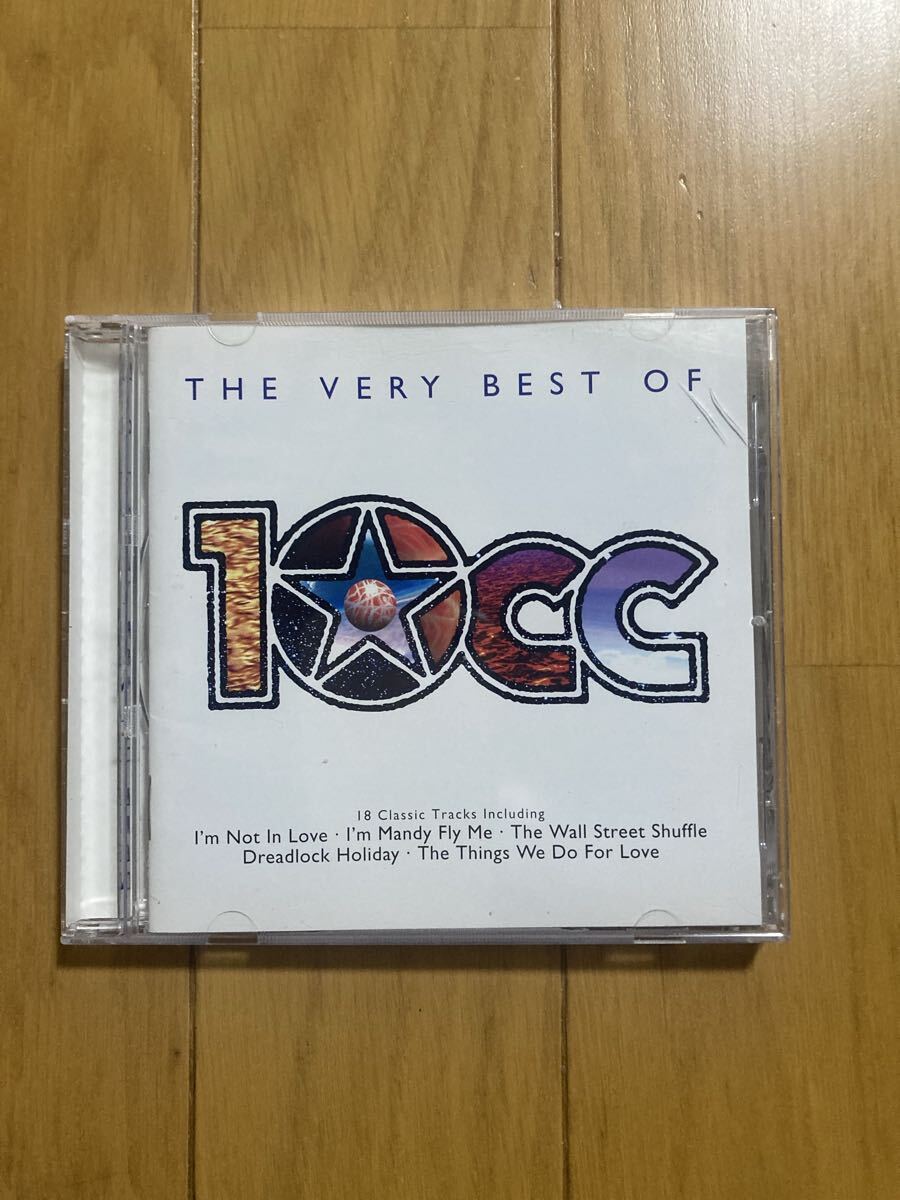 THE VERY BEST OF
10cc
18 Classic Tracks Including
I'm Not In Love · I'm Mandy Fly Me · The Wall Street Shuffle
Dreadlock Holiday · The Things We Do For Love